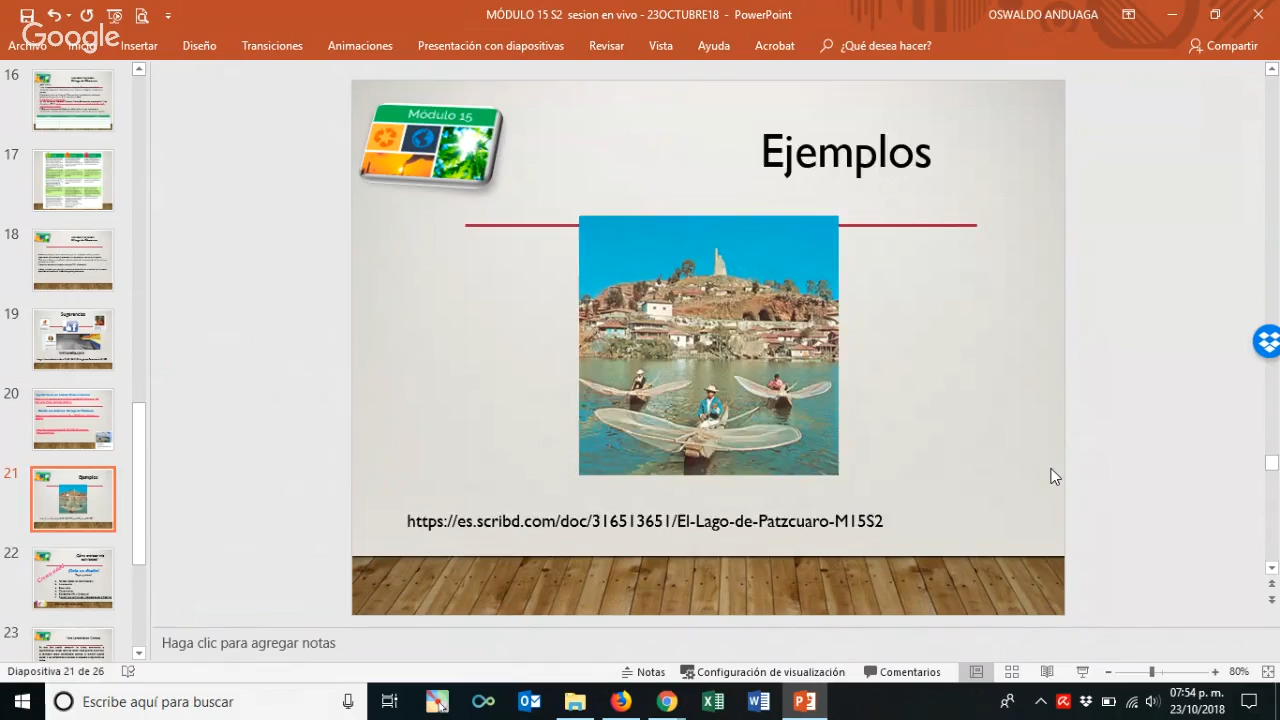 MÓDULO 15 S2 sesion en vivo - 23OCTUBRE18 - PowerPoint
OSWALDO ANDUAGA
Google
Archivo Inicio Insertar Diseño Transiciones Animaciones Presentación con diapositivas Revisar Vista Ayuda Acrobat ¿Qué desea hacer? Compartir
16
17
18
19
Sugerencias
20
21
Ejemplos
22
23
Módulo 15
Ejemplos
https://es.scribd.com/doc/316513651/El-Lago-de-Patzcuaro-M15S2
Haga clic para agregar notas
Diapositiva 21 de 26 Notas Configuración de visualización Comentarios 80%
Escribe aquí para buscar
07:54 p. m.
23/10/2018